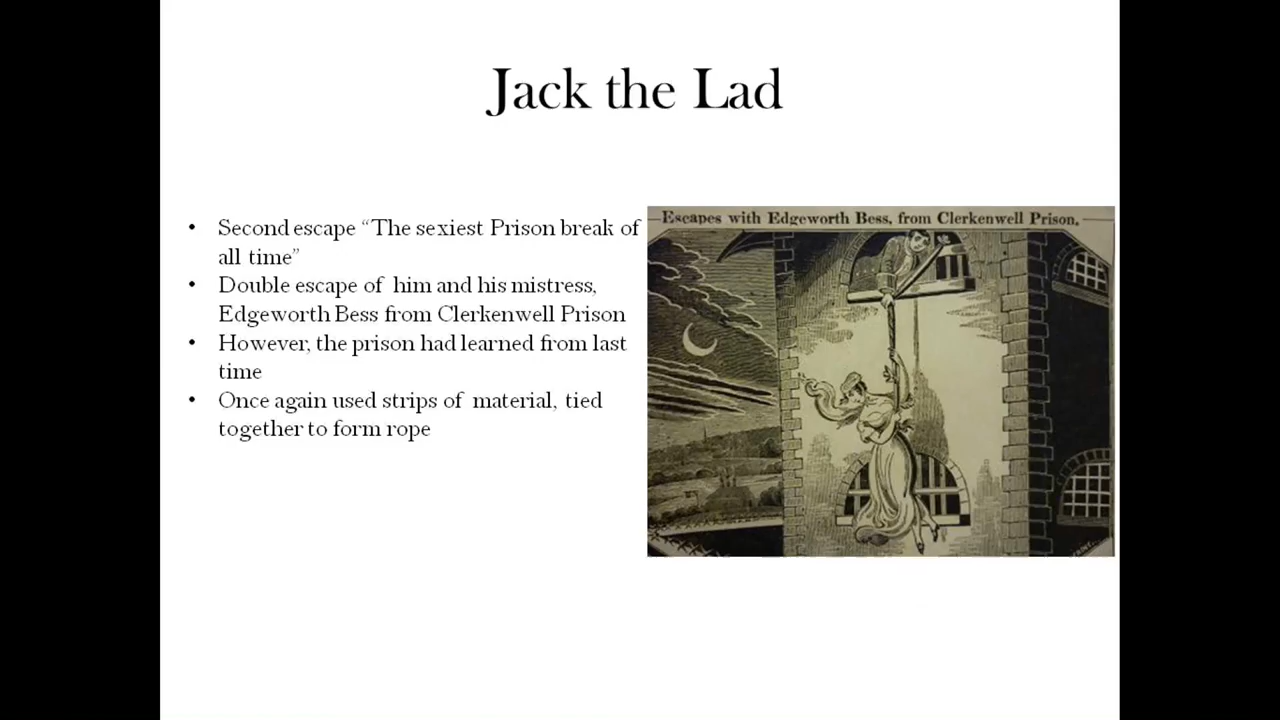 Jack the Lad
• Second escape “The sexiest Prison break of
all time”
• Double escape of him and his mistress,
Edgeworth Bess from Clerkenwell Prison
• However, the prison had learned from last
time
• Once again used strips of material, tied
together to form rope
Escapes with Edgeworth Bess, from Clerkenwell Prison.